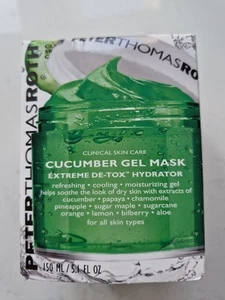 PETERTHOMASROTH
PETERTHOMASROTH
CLINICAL SKIN CARE
CUCUMBER GEL MASK
EXTREME DE-TOX™ HYDRATOR
refreshing • cooling • moisturizing gel
helps soothe the look of dry skin with extracts of
cucumber • papaya • chamomile
pineapple • sugar maple • sugarcane
orange • lemon • bilberry • aloe
for all skin types
150 ML / 5.1 FL OZ